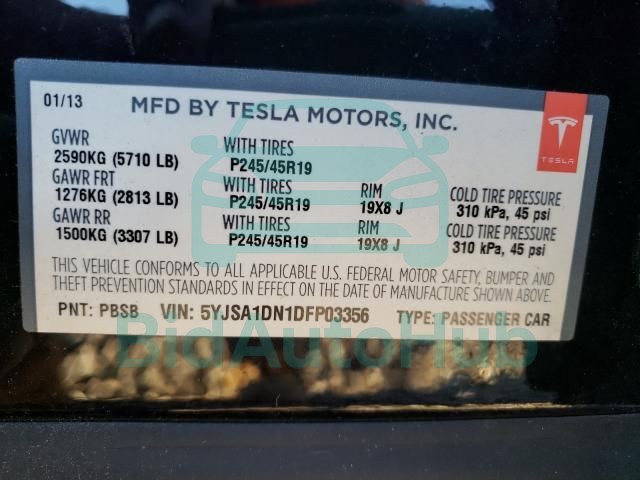 01/13 MFD BY TESLA MOTORS, INC.
GVWR WITH TIRES
2590KG (5710 LB) P245/45R19
GAWR FRT WITH TIRES RIM COLD TIRE PRESSURE
1276KG (2813 LB) P245/45R19 19X8 J 310 kPa, 45 psi
GAWR RR WITH TIRES RIM COLD TIRE PRESSURE
1500KG (3307 LB) P245/45R19 19X8 J 310 kPa, 45 psi
THIS VEHICLE CONFORMS TO ALL APPLICABLE U.S. FEDERAL MOTOR SAFETY, BUMPER AND
THEFT PREVENTION STANDARDS IN EFFECT ON THE DATE OF MANUFACTURE SHOWN ABOVE.
PNT: PBSB VIN: 5YJSA1DN1DFP03356 TYPE: PASSENGER CAR
TESLA
BidAutoHub